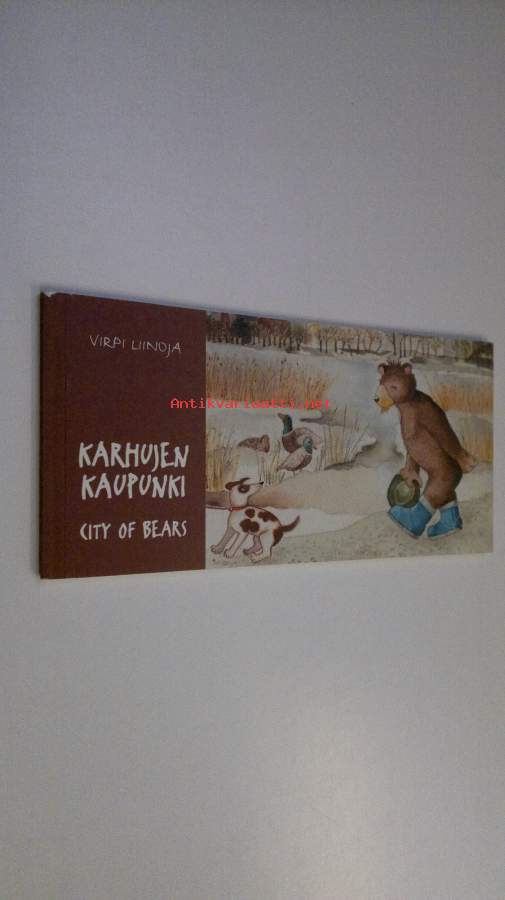 VIRPI LIINOJA
Antikvariaatti.net
KARHUJEN
KAUPUNKI
CITY OF BEARS